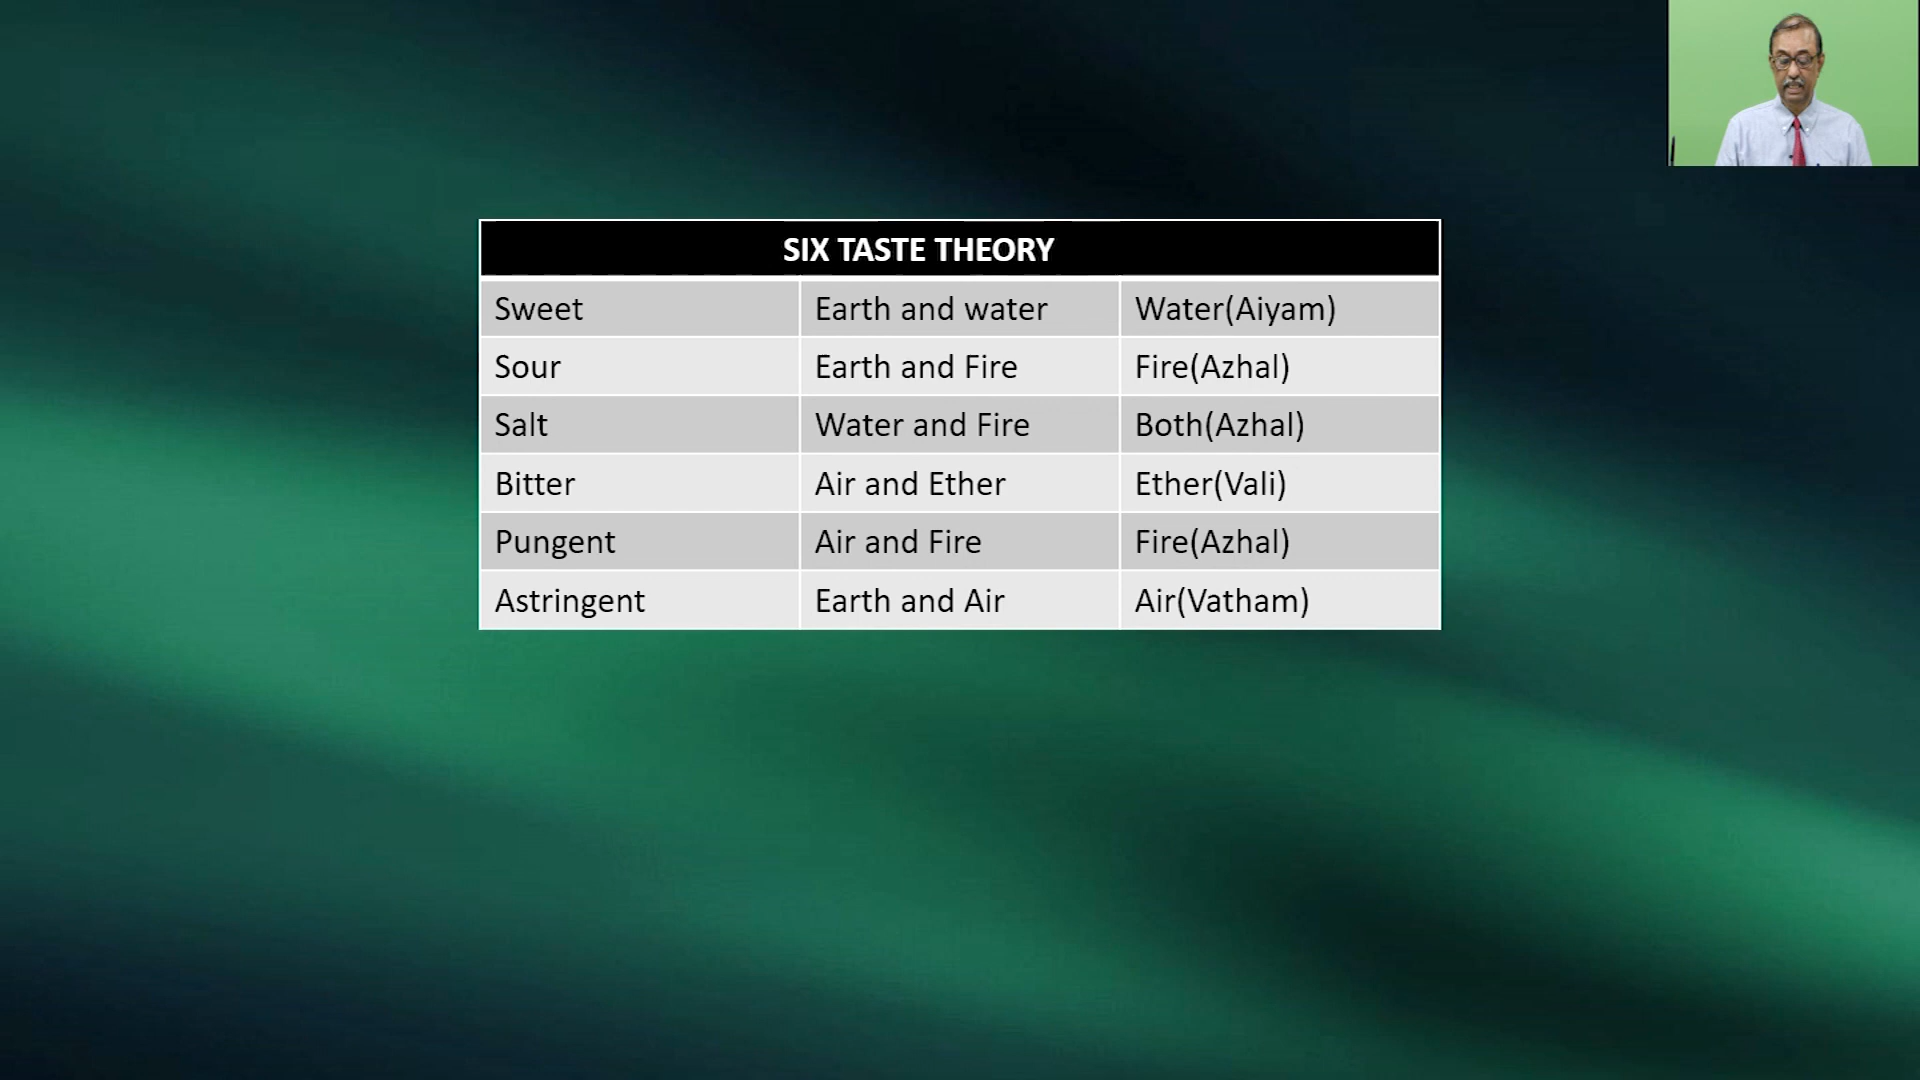 SIX TASTE THEORY
Sweet Earth and water Water(Aiyam)
Sour Earth and Fire Fire(Azhal)
Salt Water and Fire Both(Azhal)
Bitter Air and Ether Ether(Vali)
Pungent Air and Fire Fire(Azhal)
Astringent Earth and Air Air(Vatham)